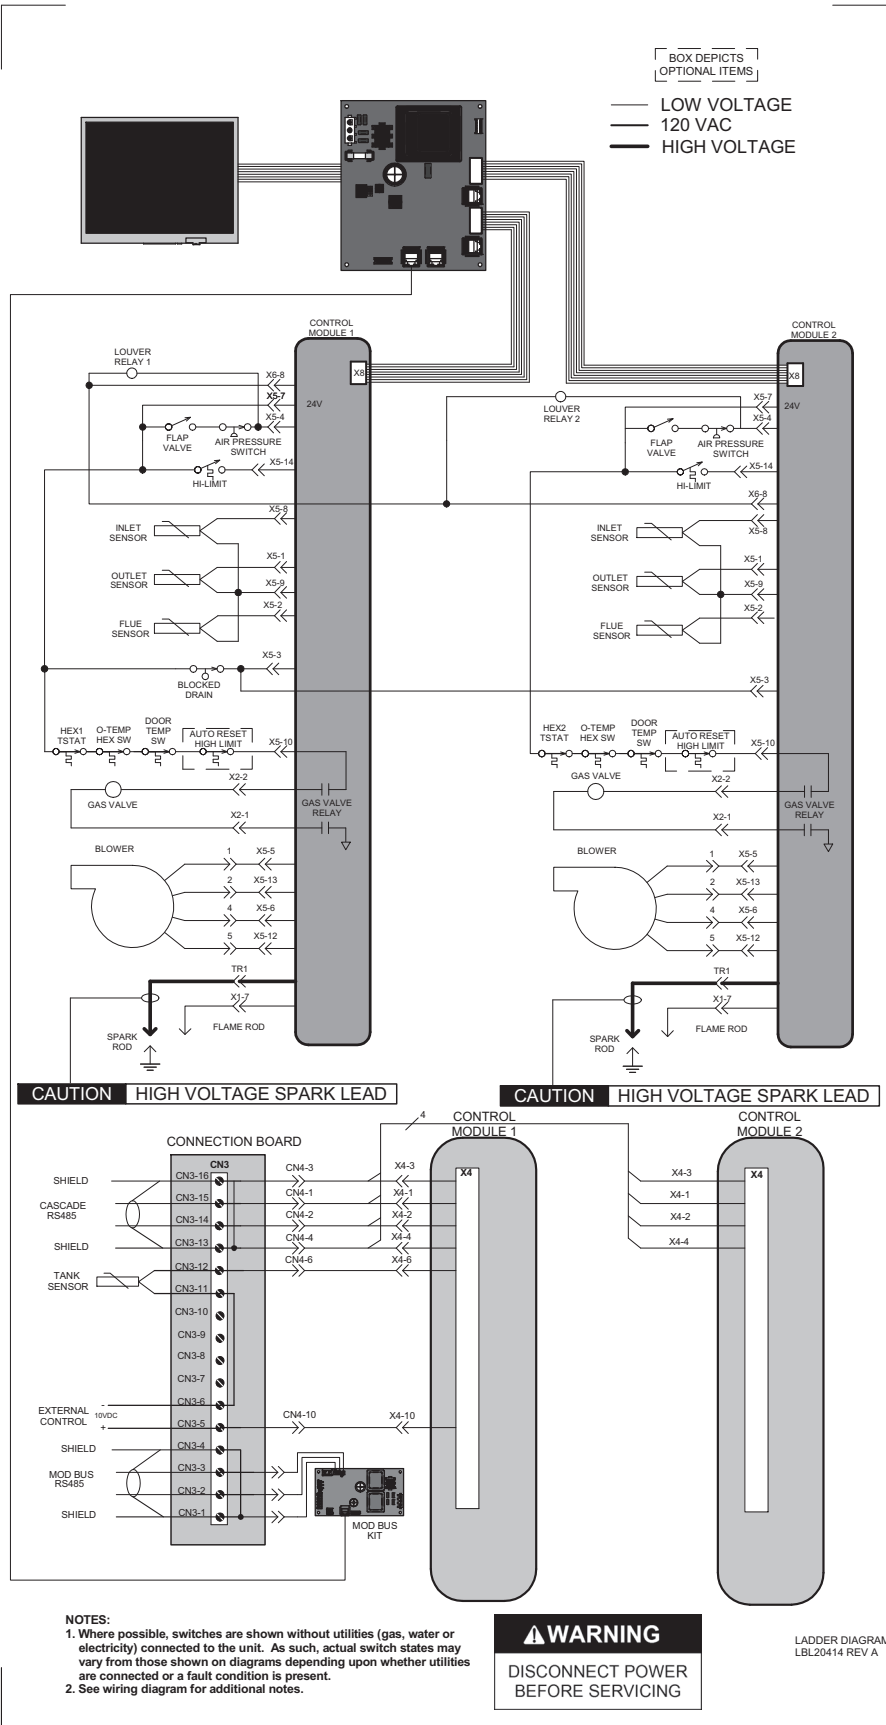 BOX DEPICTS
OPTIONAL ITEMS
LOW VOLTAGE
120 VAC
HIGH VOLTAGE
CONTROL
MODULE 1
X8
LOUVER
RELAY 1
X6-8
X5-7
24V
X5-4
FLAP
VALVE
AIR PRESSURE
SWITCH
X5-14
HI-LIMIT
X5-8
INLET
SENSOR
X5-1
OUTLET
SENSOR
X5-9
X5-2
FLUE
SENSOR
X5-3
BLOCKED
DRAIN
HEX1
TSTAT
O-TEMP
HEX SW
DOOR
TEMP
SW
AUTO RESET
HIGH LIMIT
X5-10
X2-2
GAS VALVE
GAS VALVE
RELAY
X2-1
BLOWER
1 X5-5
2 X5-13
4 X5-6
5 X5-12
TR1
X1-7
FLAME ROD
SPARK
ROD
CAUTION HIGH VOLTAGE SPARK LEAD
CONTROL
MODULE 2
X8
LOUVER
RELAY 2
X5-7
24V
X5-4
FLAP
VALVE
AIR PRESSURE
SWITCH
X5-14
HI-LIMIT
X6-8
INLET
SENSOR
X5-8
X5-1
OUTLET
SENSOR
X5-9
X5-2
FLUE
SENSOR
X5-3
HEX2
TSTAT
O-TEMP
HEX SW
DOOR
TEMP
SW
AUTO RESET
HIGH LIMIT
X5-10
GAS VALVE
X2-2
GAS VALVE
RELAY
X2-1
BLOWER
1 X5-5
2 X5-13
4 X5-6
5 X5-12
TR1
X1-7
FLAME ROD
SPARK
ROD
CAUTION HIGH VOLTAGE SPARK LEAD
CONNECTION BOARD
CN3
4
CONTROL
MODULE 1
X4
CONTROL
MODULE 2
X4
SHIELD
CN3-16
CN4-3
X4-3
X4-3
CASCADE
RS485
CN3-15
CN4-1
X4-1
X4-1
CN3-14
CN4-2
X4-2
X4-2
SHIELD
CN3-13
CN4-4
X4-4
X4-4
TANK
SENSOR
CN3-12
CN4-6
X4-6
CN3-11
CN3-10
CN3-9
CN3-8
CN3-7
CN3-6
EXTERNAL
CONTROL
-
10VDC
+
CN3-5
CN4-10
X4-10
SHIELD
CN3-4
MOD BUS
RS485
CN3-3
CN3-2
SHIELD
CN3-1
MOD BUS
KIT
NOTES:
1. Where possible, switches are shown without utilities (gas, water or
electricity) connected to the unit. As such, actual switch states may
vary from those shown on diagrams depending upon whether utilities
are connected or a fault condition is present.
2. See wiring diagram for additional notes.
WARNING
DISCONNECT POWER
BEFORE SERVICING
LADDER DIAGRAM
LBL20414 REV A